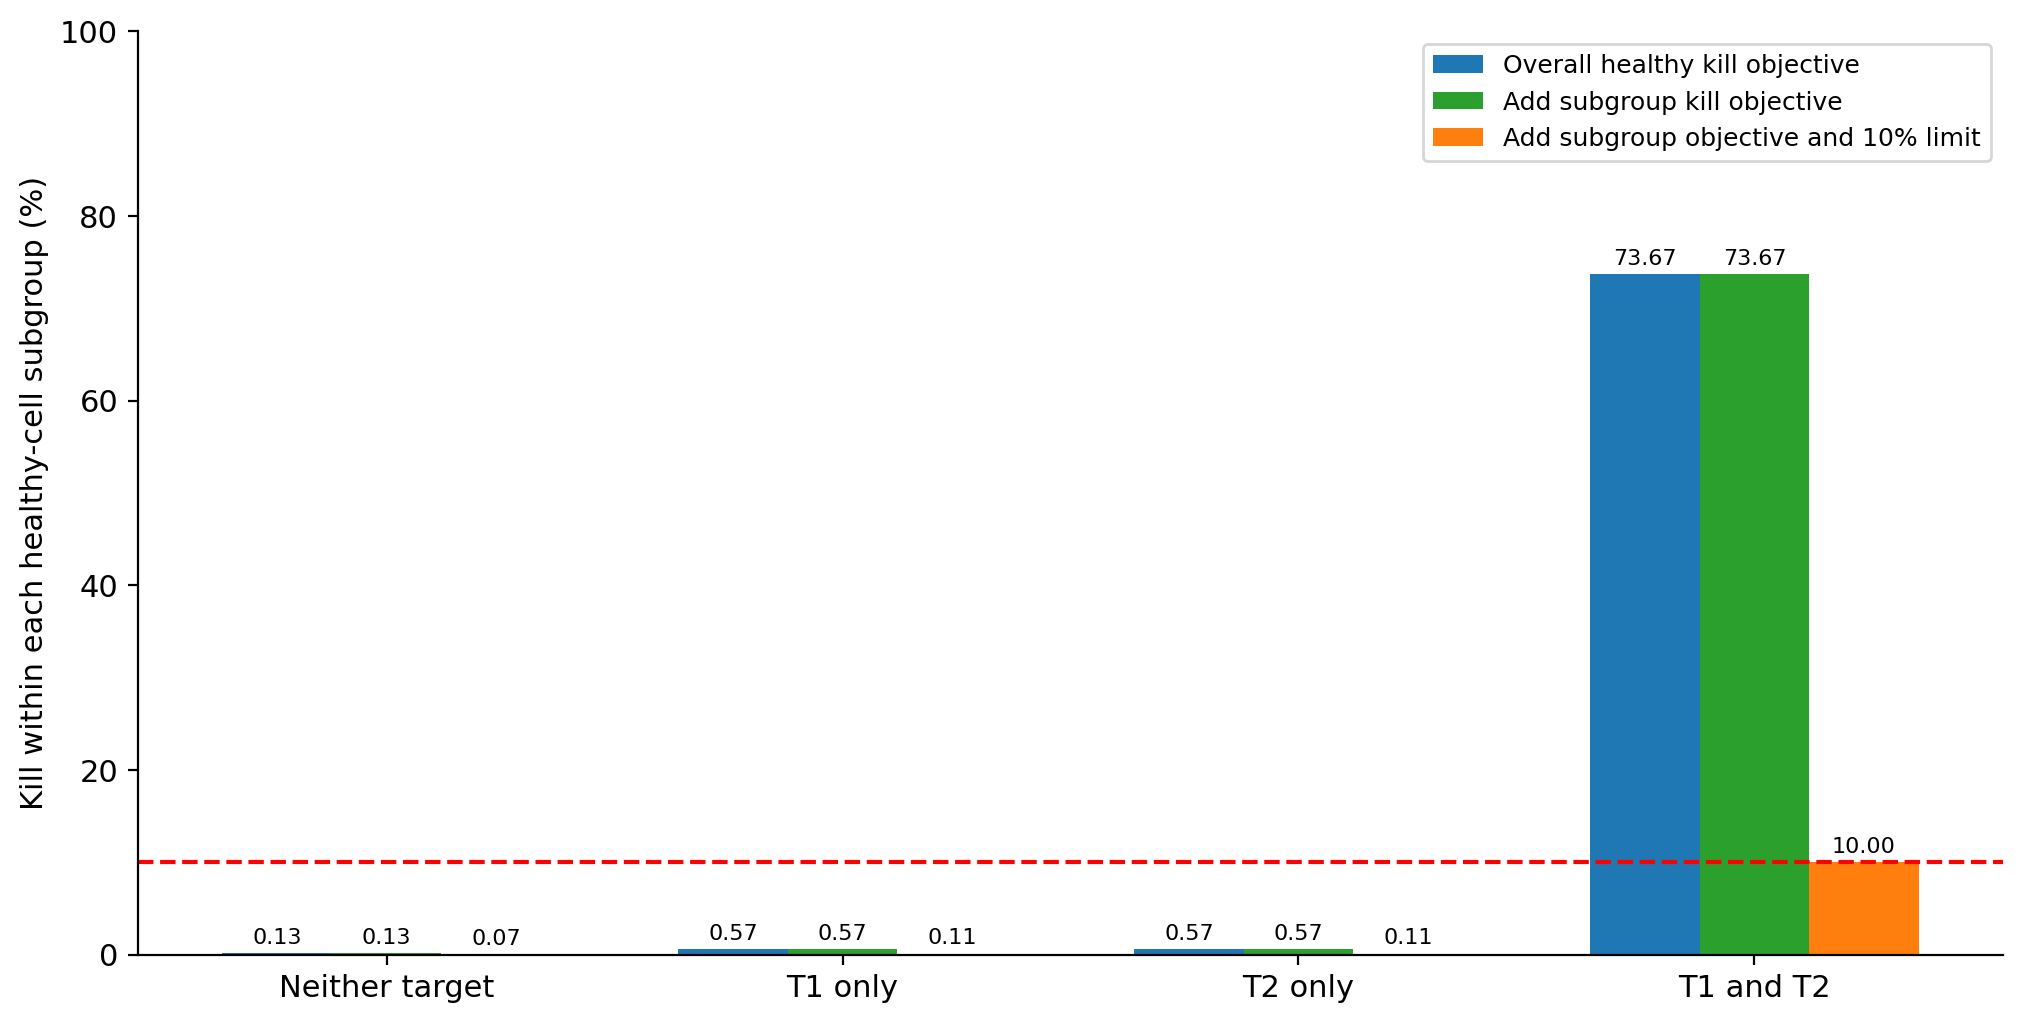 100
80
60
40
20
0
Kill within each healthy-cell subgroup (%)
Overall healthy kill objective
Add subgroup kill objective
Add subgroup objective and 10% limit
0.13 0.13 0.07
0.57 0.57 0.11
0.57 0.57 0.11
73.67 73.67 10.00
Neither target
T1 only
T2 only
T1 and T2